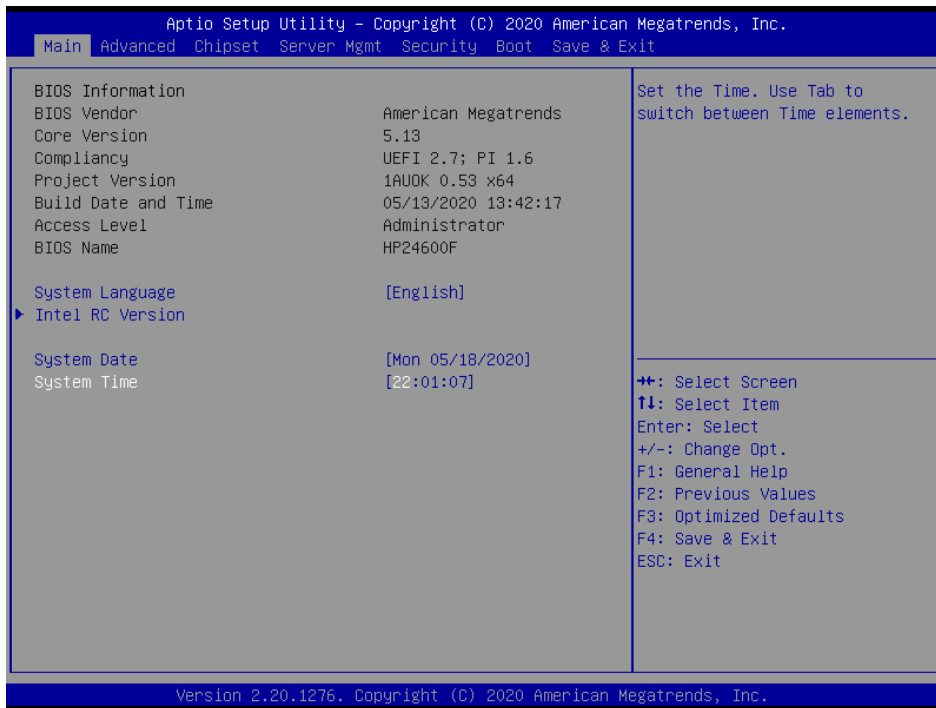 Aptio Setup Utility – Copyright (C) 2020 American Megatrends, Inc.
Main Advanced Chipset Server Mgmt Security Boot Save & Exit
BIOS Information
BIOS Vendor American Megatrends
Core Version 5.13
Compliancy UEFI 2.7; PI 1.6
Project Version 1AUOK 0.53 x64
Build Date and Time 05/13/2020 13:42:17
Access Level Administrator
BIOS Name HP24600F
System Language [English]
Intel RC Version
System Date [Mon 05/18/2020]
System Time [22:01:07]
Set the Time. Use Tab to
switch between Time elements.
→←: Select Screen
↑↓: Select Item
Enter: Select
+/-: Change Opt.
F1: General Help
F2: Previous Values
F3: Optimized Defaults
F4: Save & Exit
ESC: Exit
Version 2.20.1276. Copyright (C) 2020 American Megatrends, Inc.